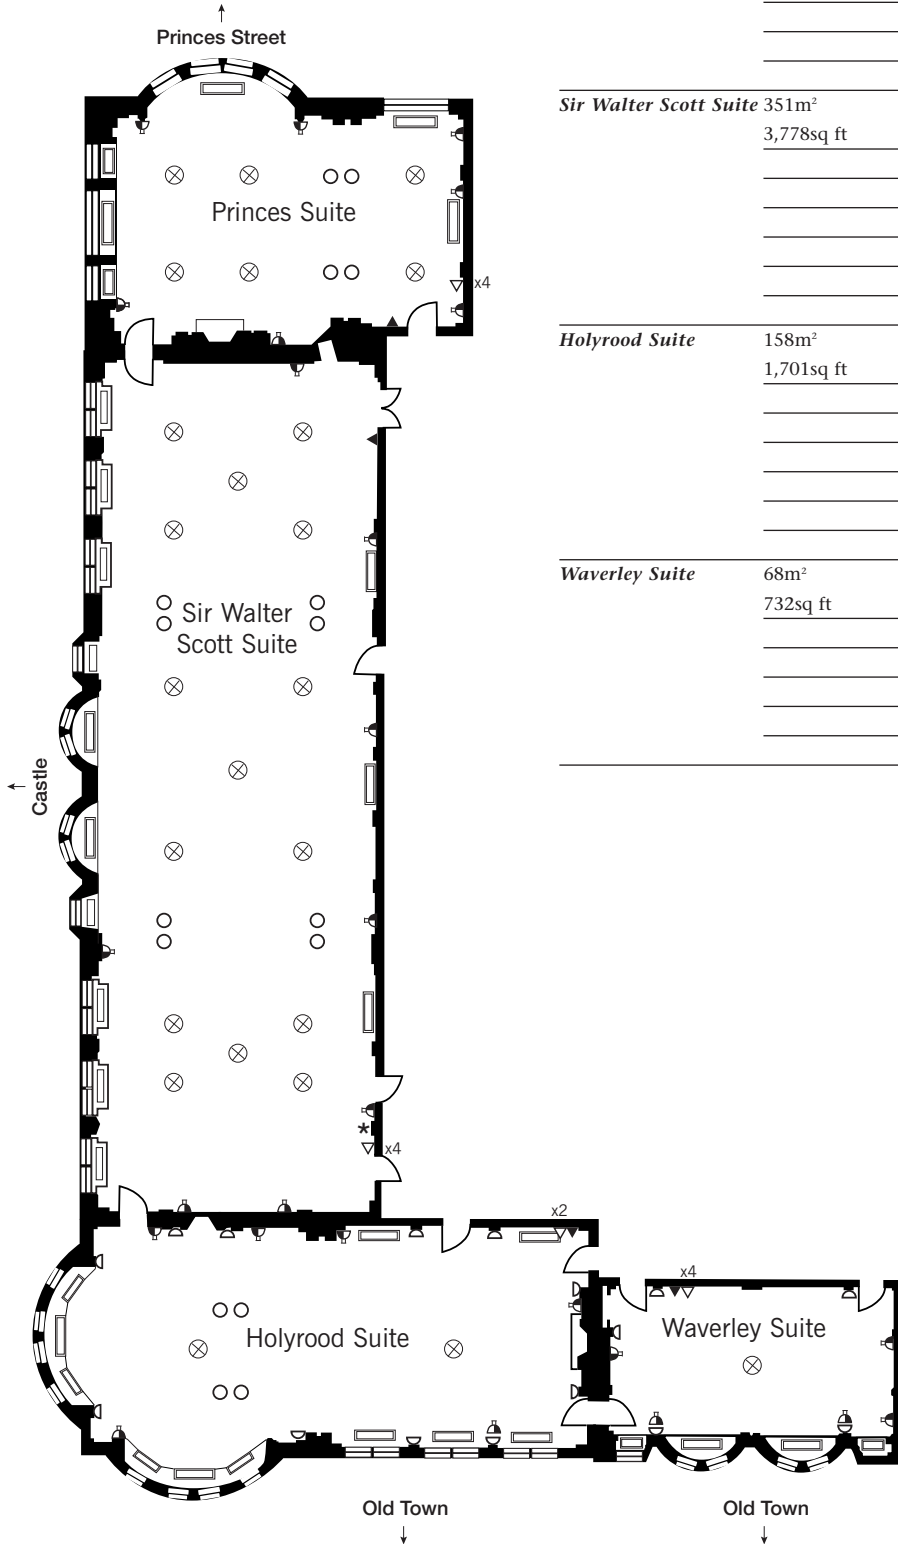 Princes Street
Sir Walter Scott Suite 351m²
3,778sq ft
Princes Suite
x4
Holyrood Suite 158m²
1,701sq ft
Waverley Suite 68m²
732sq ft
Sir Walter
Scott Suite
Castle
*
x4
x2
x4
Holyrood Suite
Waverley Suite
Old Town
Old Town